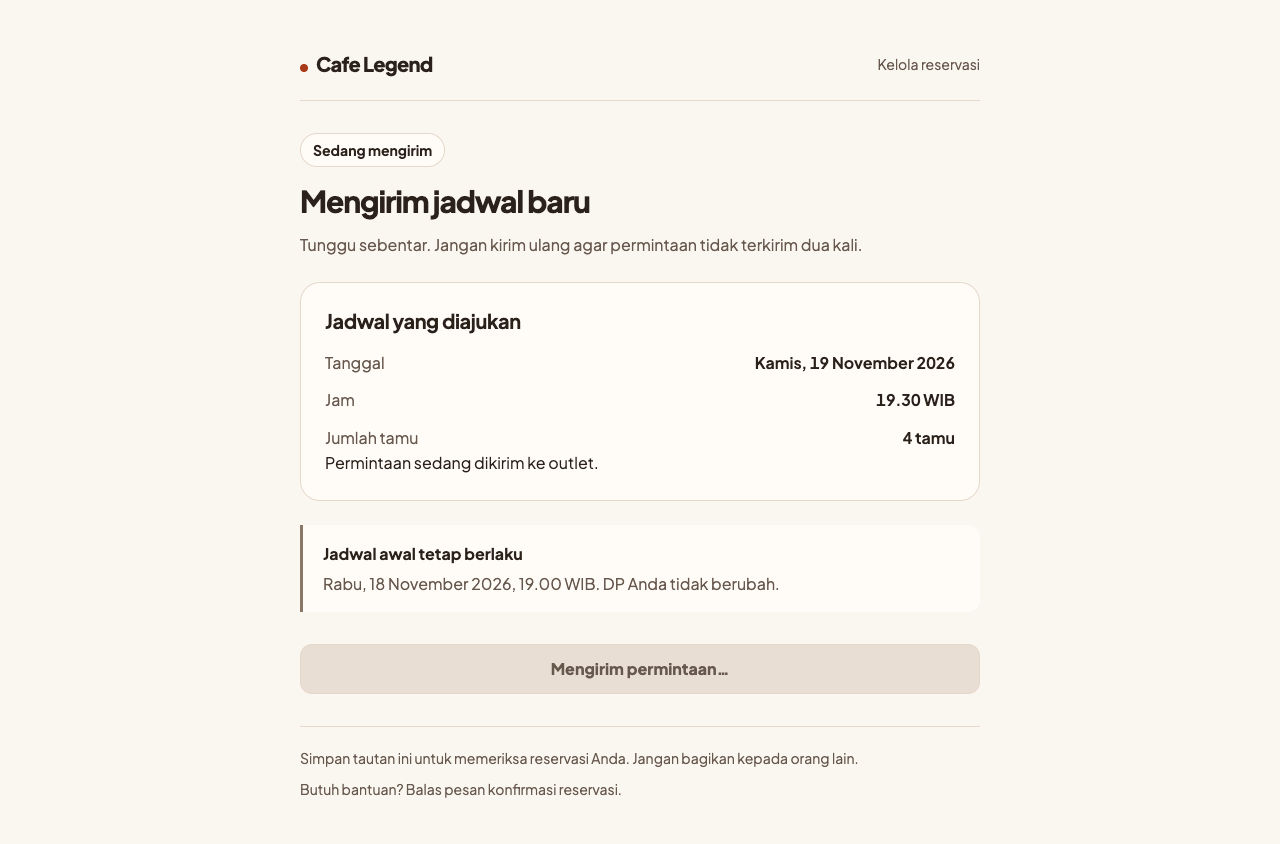 Cafe Legend
Kelola reservasi
Sedang mengirim
Mengirim jadwal baru
Tunggu sebentar. Jangan kirim ulang agar permintaan tidak terkirim dua kali.
Jadwal yang diajukan
Tanggal Kamis, 19 November 2026
Jam 19.30 WIB
Jumlah tamu 4 tamu
Permintaan sedang dikirim ke outlet.
Jadwal awal tetap berlaku
Rabu, 18 November 2026, 19.00 WIB. DP Anda tidak berubah.
Mengirim permintaan…
Simpan tautan ini untuk memeriksa reservasi Anda. Jangan bagikan kepada orang lain.
Butuh bantuan? Balas pesan konfirmasi reservasi.